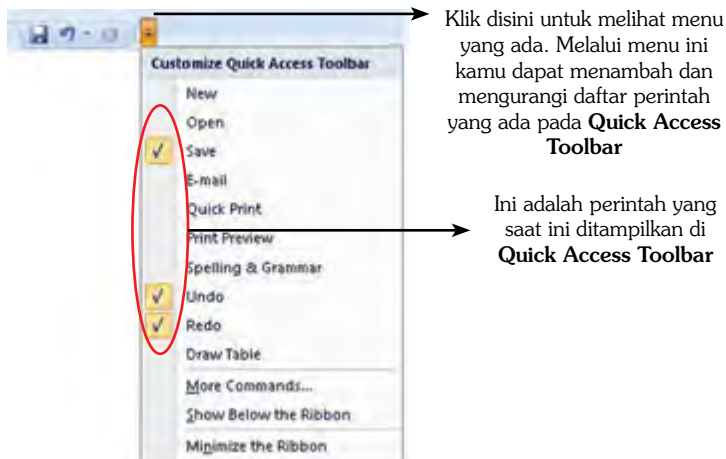 Klik disini untuk melihat menu
yang ada. Melalui menu ini
kamu dapat menambah dan
mengurangi daftar perintah
yang ada pada Quick Access
Toolbar
Customize Quick Access Toolbar
New
Open
Save
E-mail
Quick Print
Print Preview
Spelling & Grammar
Undo
Redo
Draw Table
More Commands...
Show Below the Ribbon
Minimize the Ribbon
Ini adalah perintah yang
saat ini ditampilkan di
Quick Access Toolbar